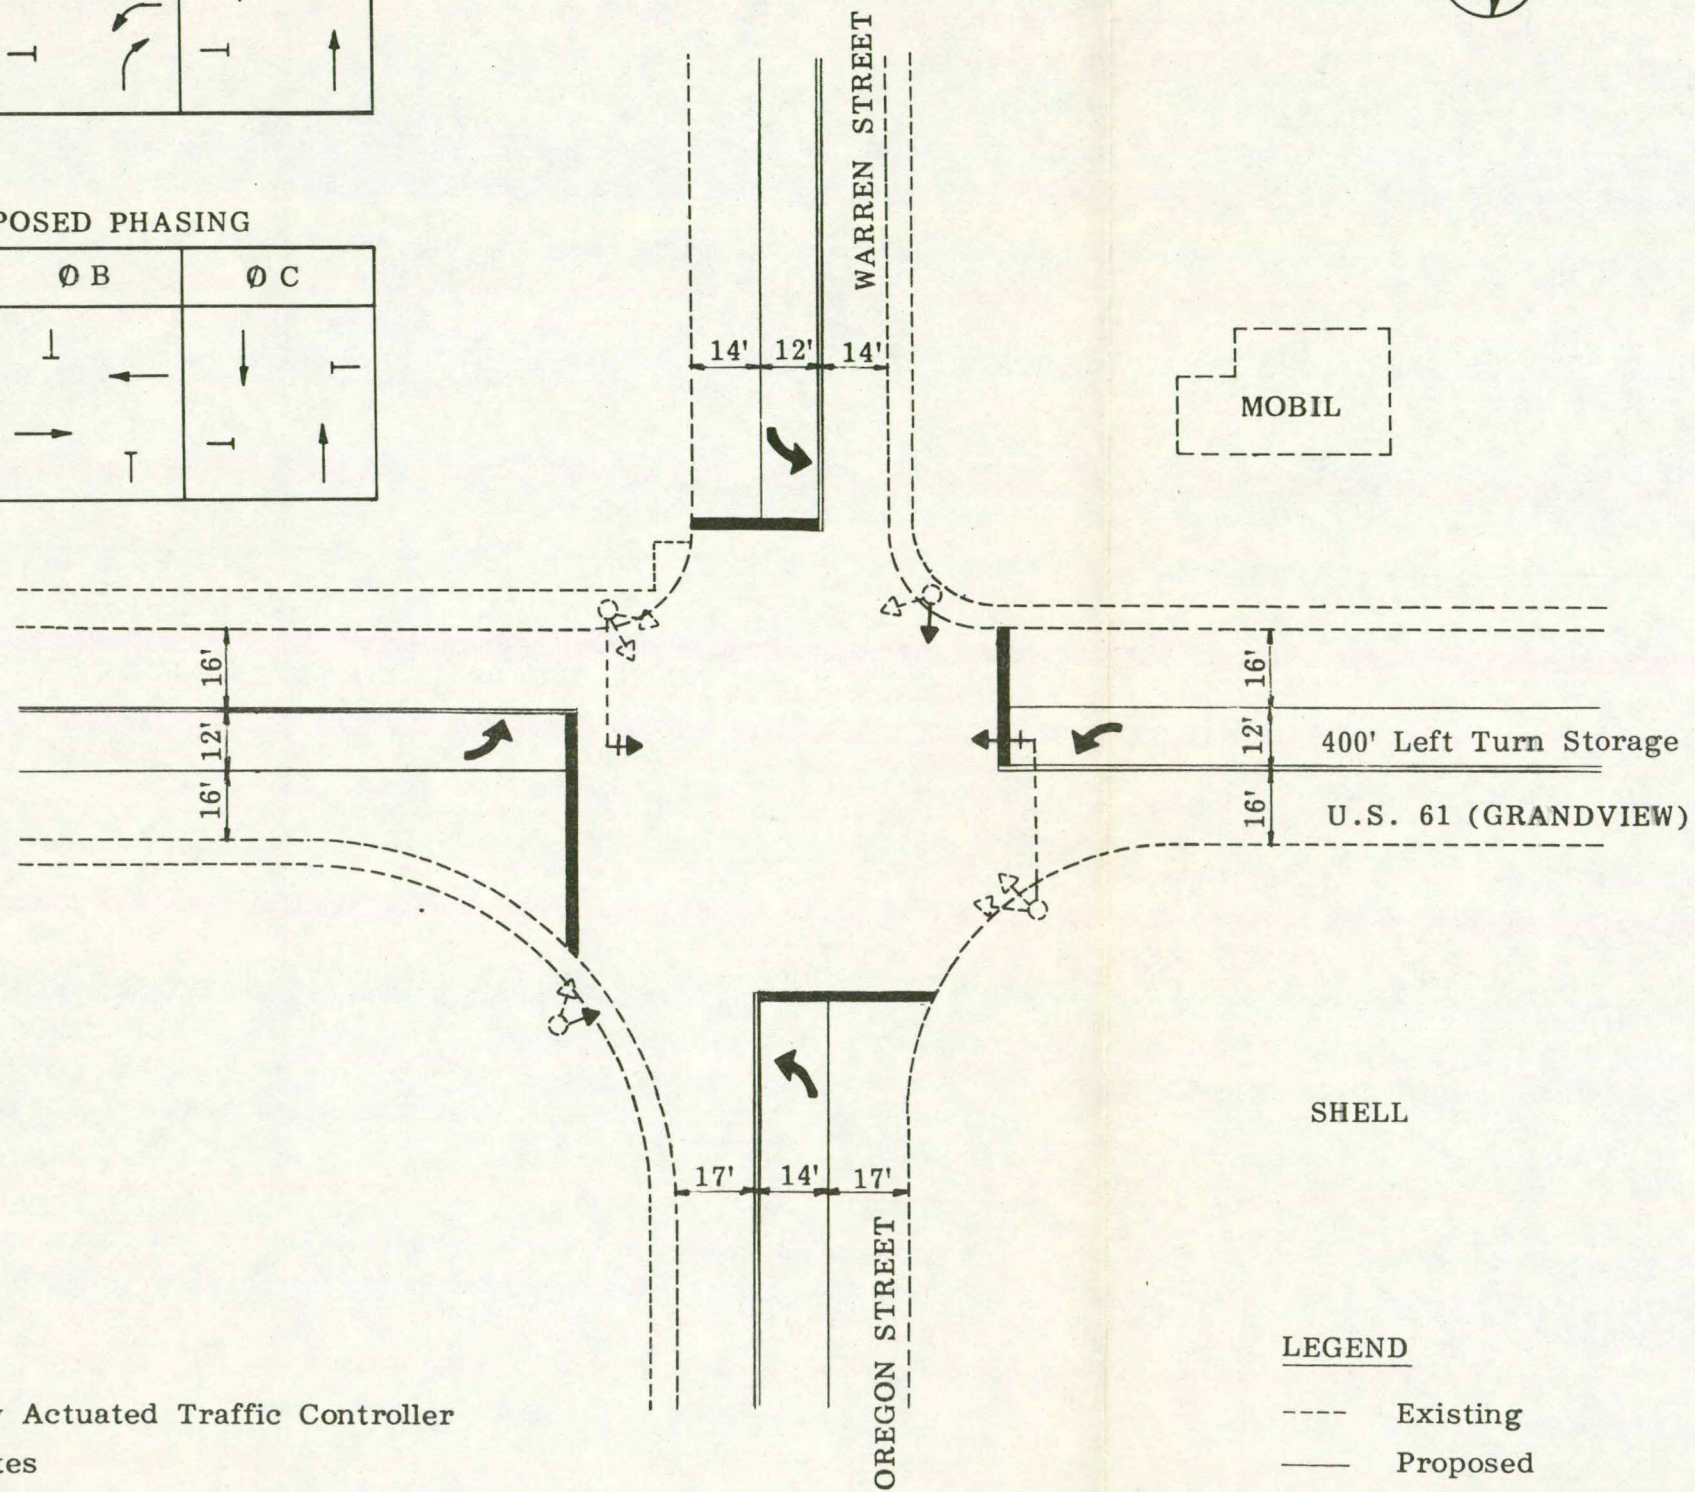 POSED PHASING
Ø B
Ø C
WARREN STREET
14'
12'
14'
MOBIL
16'
12'
16'
16'
12'
16'
400' Left Turn Storage
U.S. 61 (GRANDVIEW)
SHELL
17'
14'
17'
OREGON STREET
LEGEND
Existing
Proposed
Actuated Traffic Controller
tes